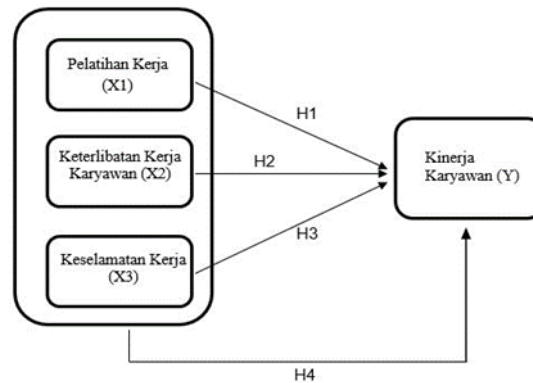 Pelatihan Kerja
(X1)
H1
Keterlibatan Kerja
Karyawan (X2)
H2
Kinerja
Karyawan (Y)
H3
Keselamatan Kerja
(X3)
H4